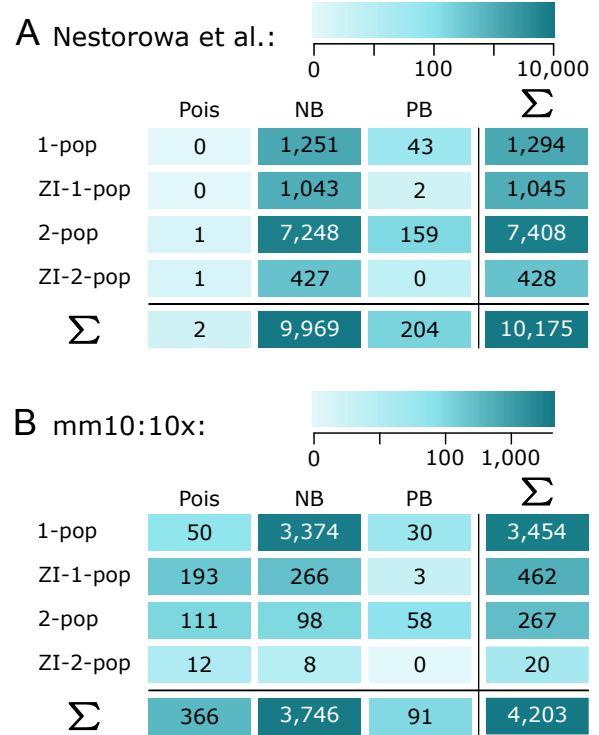 A Nestorowa et al.:
0 100 10,000
Pois NB PB Σ
1-pop 0 1,251 43 1,294
ZI-1-pop 0 1,043 2 1,045
2-pop 1 7,248 159 7,408
ZI-2-pop 1 427 0 428
Σ 2 9,969 204 10,175
B mm10:10x:
0 100 1,000
Pois NB PB Σ
1-pop 50 3,374 30 3,454
ZI-1-pop 193 266 3 462
2-pop 111 98 58 267
ZI-2-pop 12 8 0 20
Σ 366 3,746 91 4,203